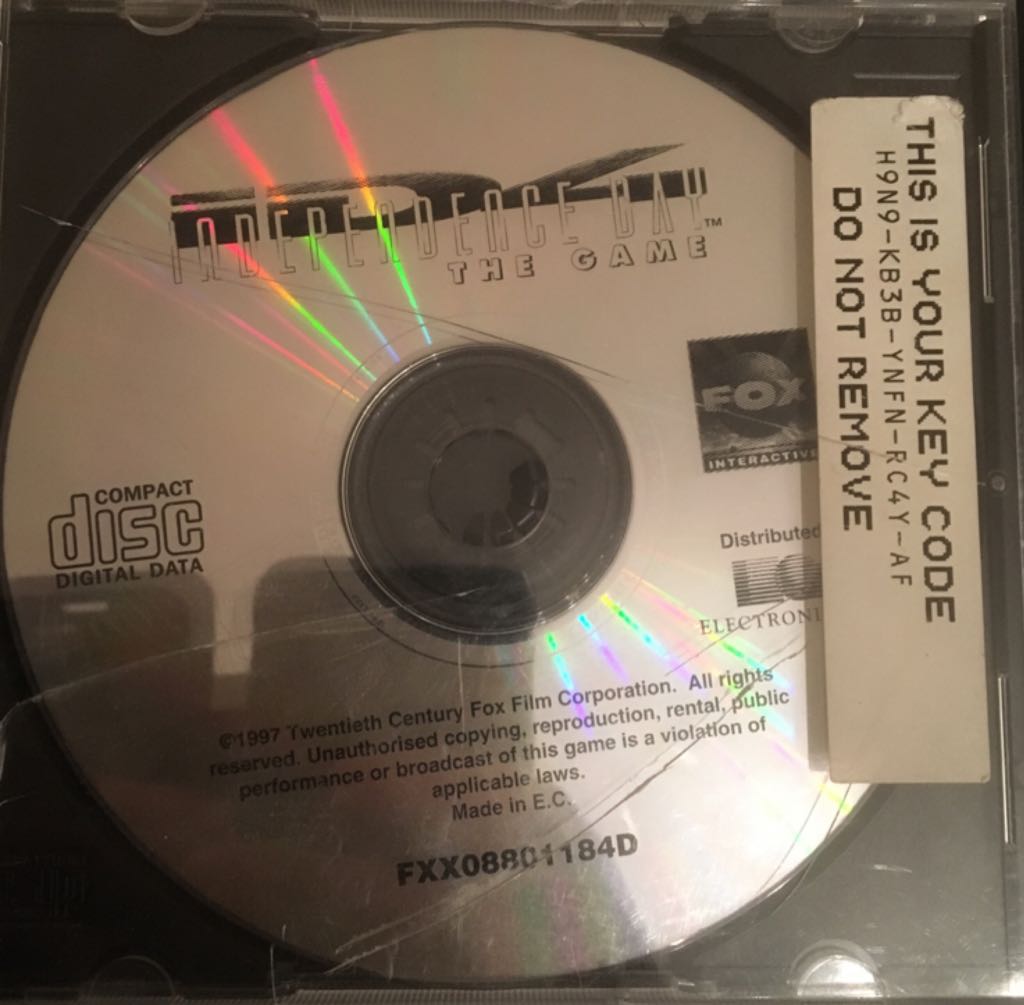 ID4
INDEPENDENCE DAY™
THE GAME
FOX
INTERACTIVE
COMPACT
disc
DIGITAL DATA
Distributed
ELECTRONI
©1997 Twentieth Century Fox Film Corporation. All rights
reserved. Unauthorised copying, reproduction, rental, public
performance or broadcast of this game is a violation of
applicable laws.
Made in E.C.
FXX08801184D
THIS IS YOUR KEY CODE
H9N9-KB3B-YNFN-RC4Y-AF
DO NOT REMOVE